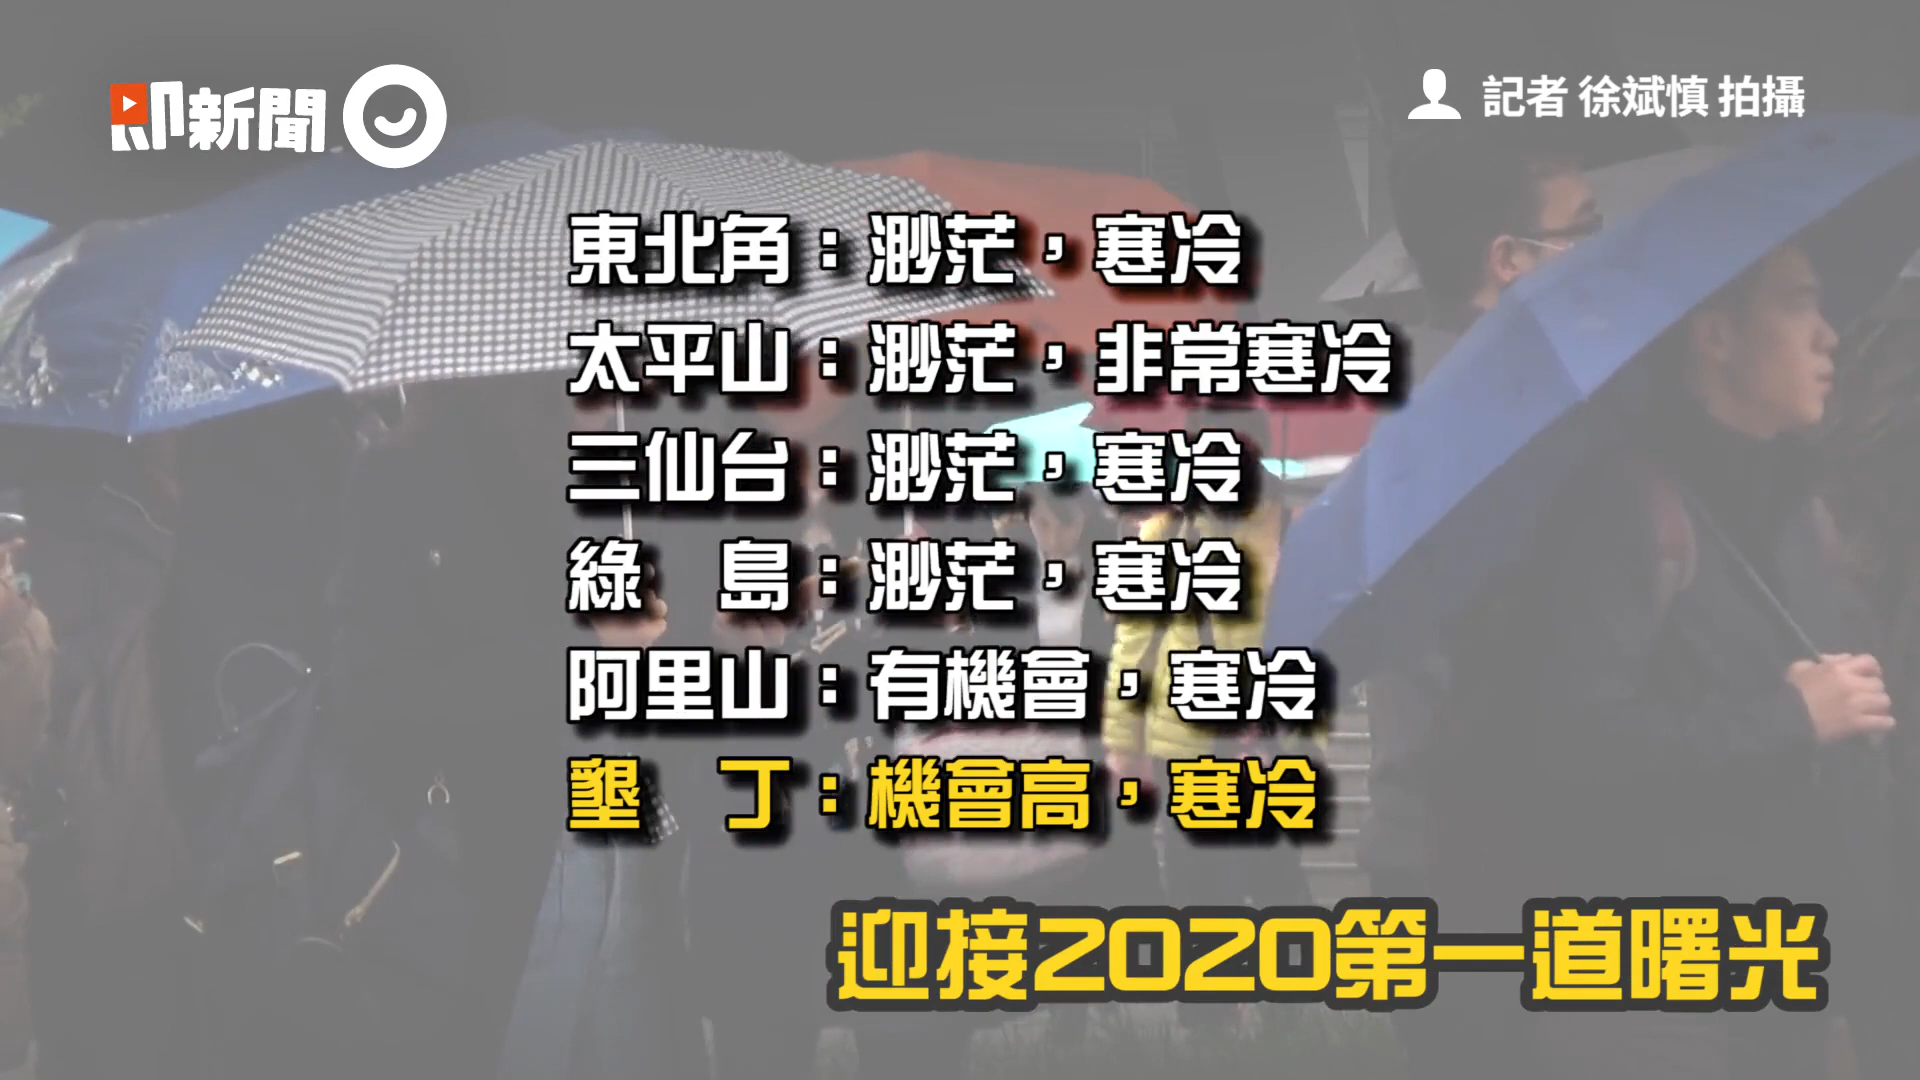 即新聞
記者 徐斌慎 拍攝
東北角：渺茫，寒冷
太平山：渺茫，非常寒冷
三仙台：渺茫，寒冷
綠　島：渺茫，寒冷
阿里山：有機會，寒冷
墾　丁：機會高，寒冷
迎接2020第一道曙光